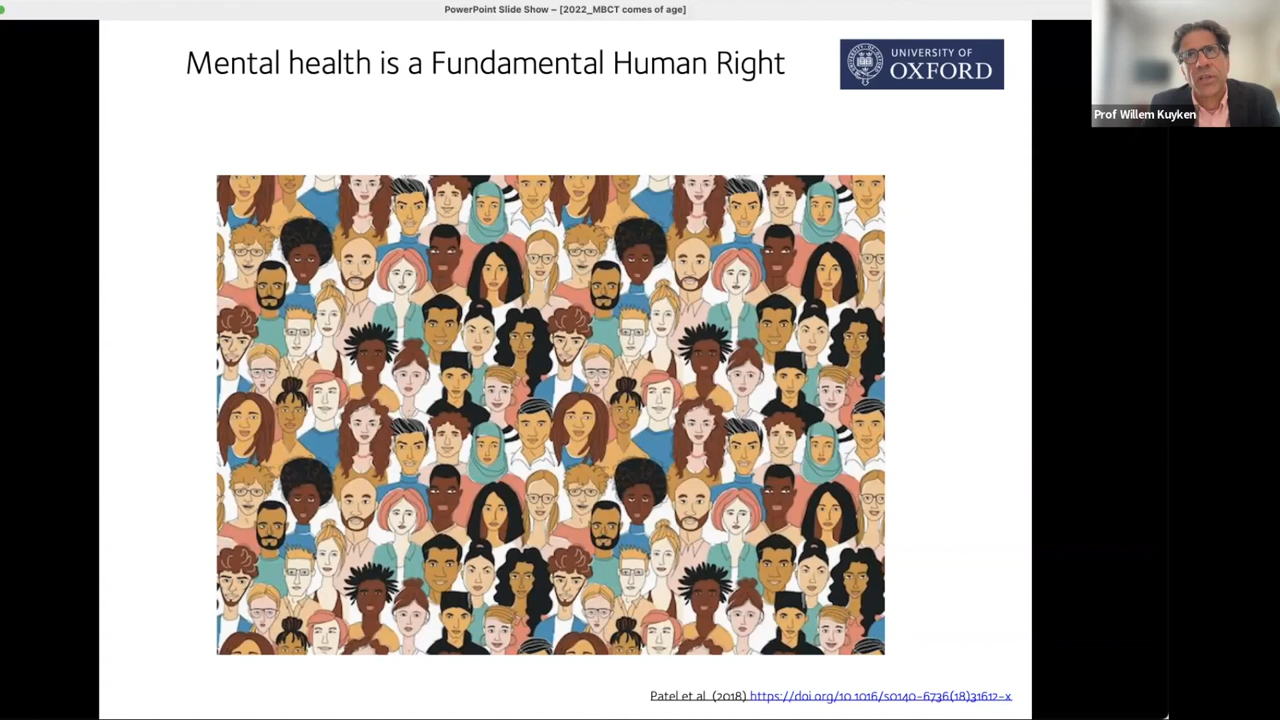 PowerPoint Slide Show – [2022_MBCT comes of age]
Mental health is a Fundamental Human Right
UNIVERSITY OF
OXFORD
Prof Willem Kuyken
Patel et al. (2018) https://doi.org/10.1016/s0140-6736(18)31612-x